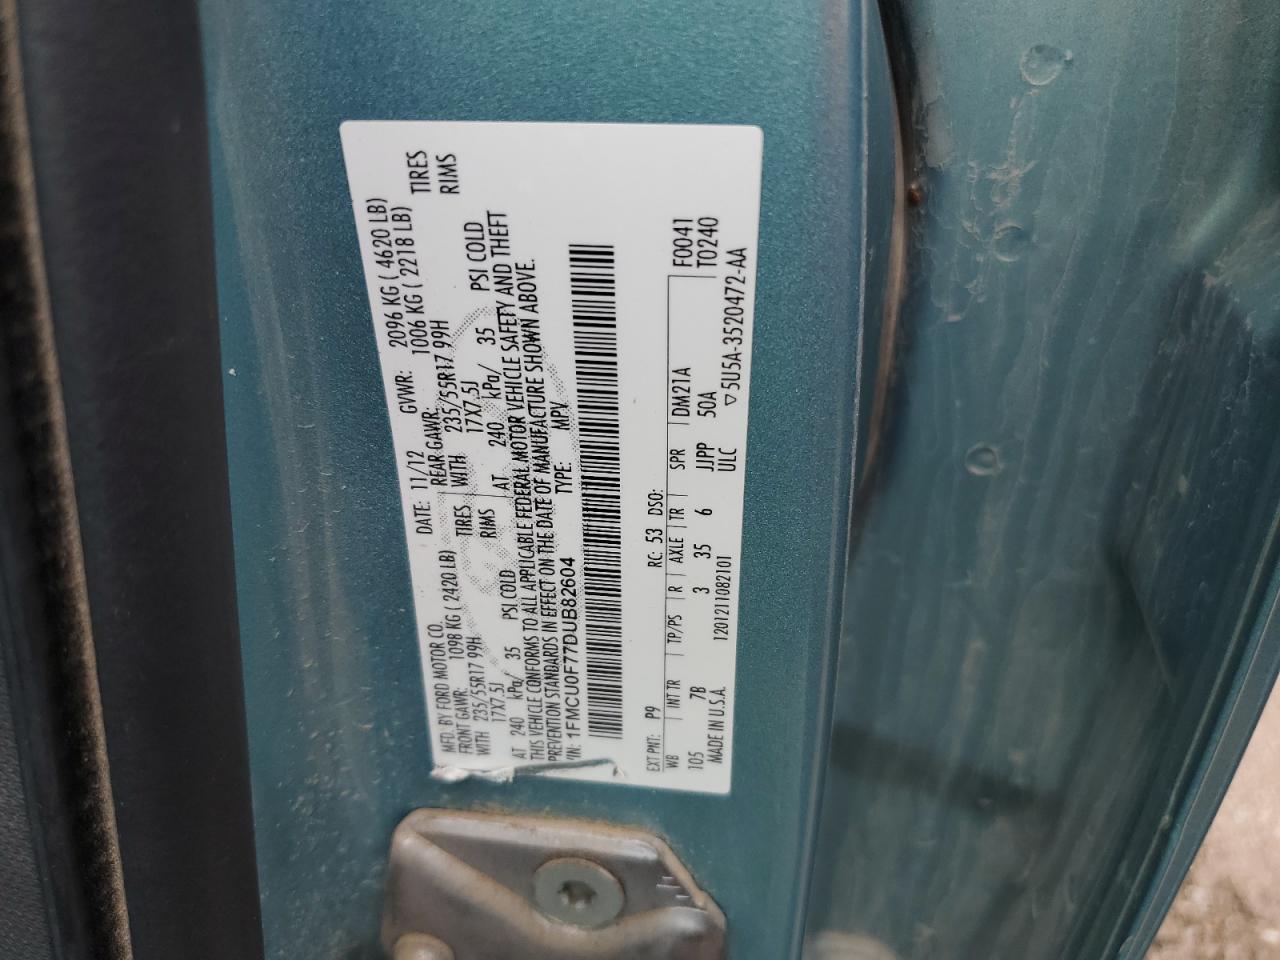 MFD. BY FORD MOTOR CO.
DATE: 11/12 GVWR: 2096 KG ( 4620 LB)
FRONT GAWR: 1098 KG ( 2420 LB) REAR GAWR: 1006 KG ( 2218 LB)
WITH 235/55R17 99H TIRES WITH 235/55R17 99H TIRES
17X7.5J RIMS 17X7.5J RIMS
AT 240 kPa/ 35 PSI COLD AT 240 kPa/ 35 PSI COLD
THIS VEHICLE CONFORMS TO ALL APPLICABLE FEDERAL MOTOR VEHICLE SAFETY AND THEFT
PREVENTION STANDARDS IN EFFECT ON THE DATE OF MANUFACTURE SHOWN ABOVE.
VIN: 1FMCU0F77DUB82604 TYPE: MPV
EXT PNT: P9 RC: 53 DSO: F0041
WB INT TR TP/PS R AXLE TR SPR DM21A T0240
105 7B 3 35 6 JJPP 50A
MADE IN U.S.A. 1201211082101 ULC ▽5U5A-3520472-AA